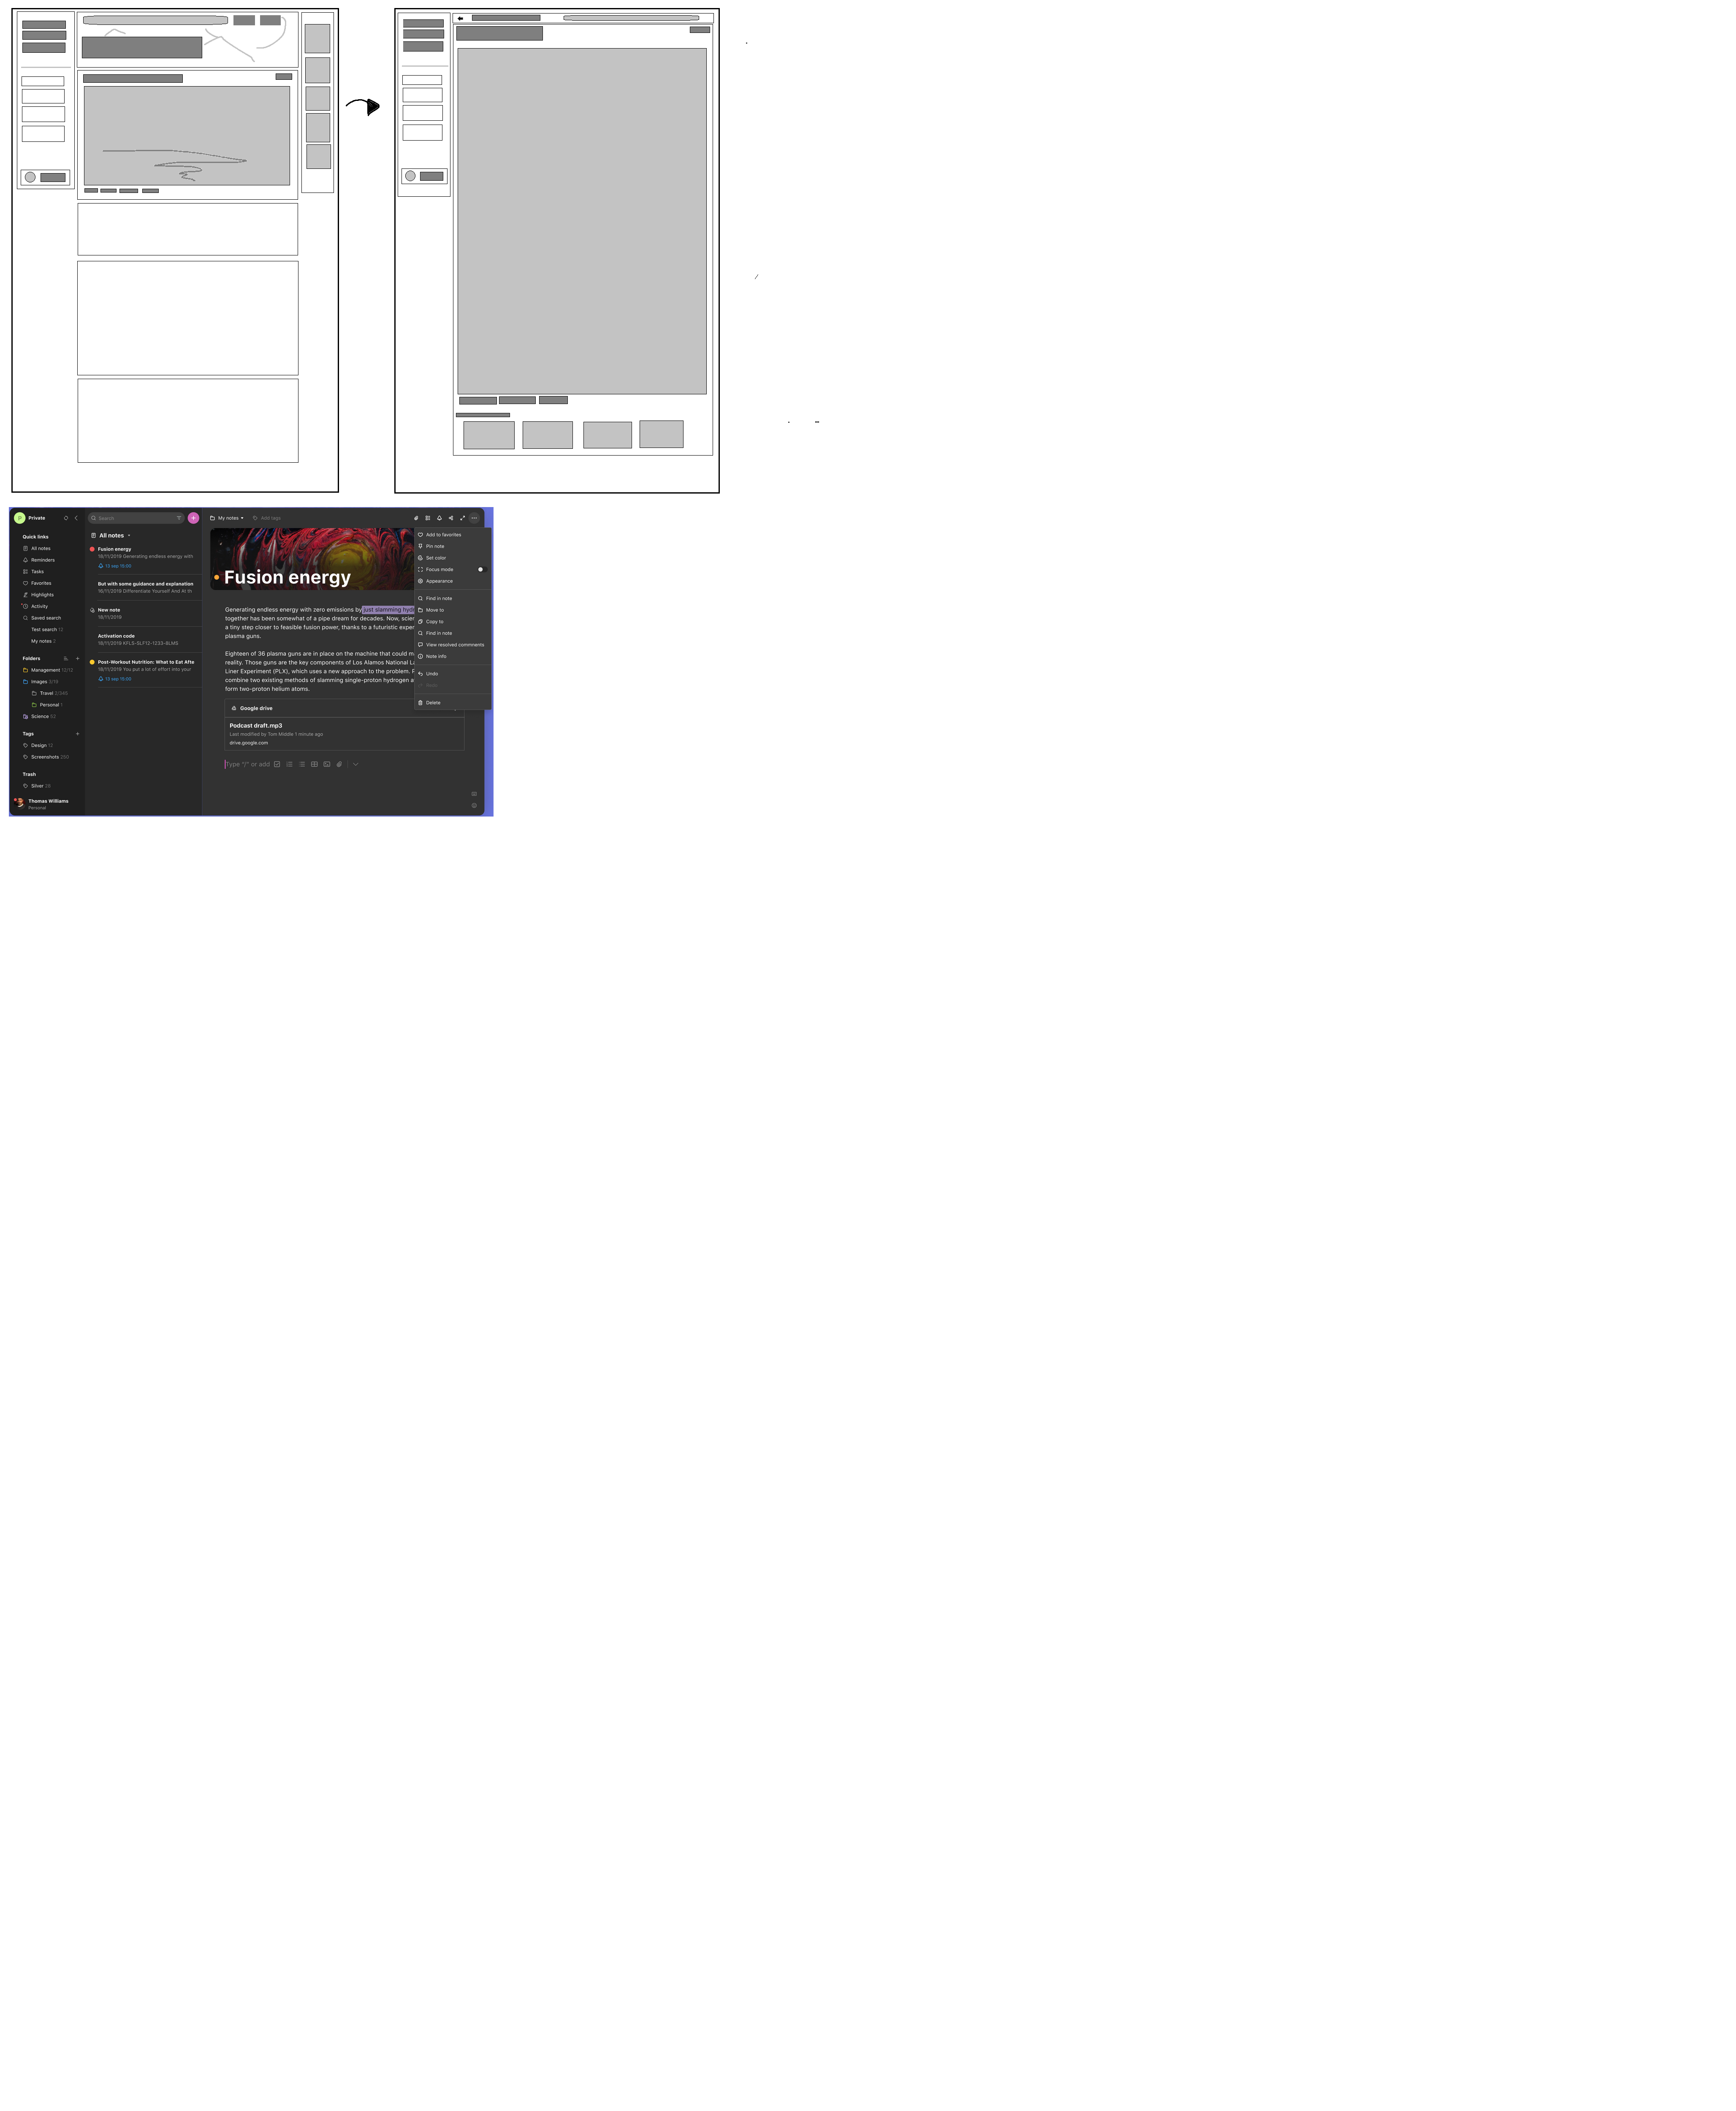 P
Private
Quick links
All notes
Reminders
Tasks
Favorites
Highlights
Activity
Saved search
Test search 12
My notes 2
Folders
Management 12/12
Images 3/19
Travel 2/340
Personal 1
Science 52
Tags
Design 12
Screenshots 250
Trash
Silver 29
Thomas Williams
Personal
Search
All notes
Fusion energy
18/11/2019 Generating endless energy with
13 sep 15:00
But with some guidance and explanation
18/11/2019 Differentiate Yourself And At th
New note
18/11/2019
Activation code
18/11/2019
Post-Workout Nutrition: What to Eat Afte
18/11/2019 You put a lot of effort into your
13 sep 15:00
My notes
Add tags
Fusion energy
Generating endless energy with zero emissions by just slamming hyd
together has been somewhat of a pipe dream for decades. Now, scie
a tiny step closer to feasible fusion power, thanks to a futuristic exper
plasma guns.
Eighteen of 36 plasma guns are in place on the machine that could m
reality. Those guns are the key components of Los Alamos National La
Liner Experiment (PLX), which uses a new approach to the problem.
combine two existing methods of slamming single-proton hydrogen a
form two-proton helium atoms.
Google drive
Podcast draft.mp3
Last modified by Tom Middle 1 minute ago
drive.google.com
Type "/" or add
Add to favorities
Pin note
Set color
Focus mode
Appearance
Find in note
Move to
Copy to
Find in note
View resolved commnents
Note info
Undo
Delete